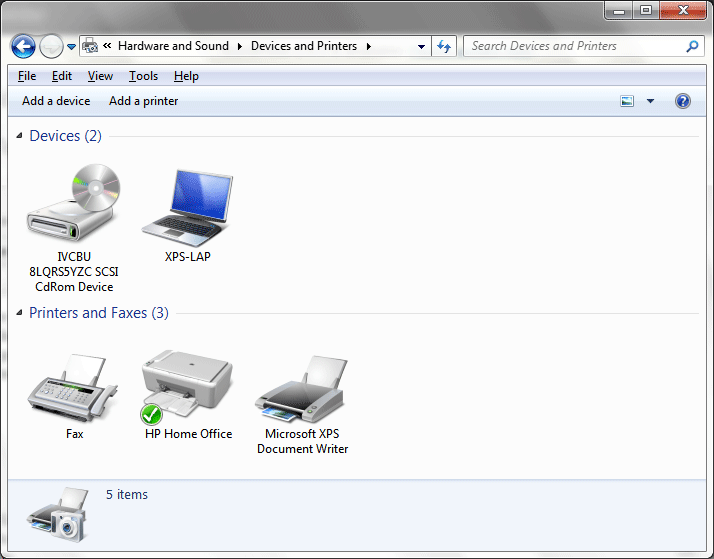 « Hardware and Sound ▸ Devices and Printers ▸ Search Devices and Printers
File Edit View Tools Help
Add a device Add a printer
Devices (2)
IVCBU
8LQRS5YZC SCSI
CdRom Device
XPS-LAP
Printers and Faxes (3)
Fax
HP Home Office
Microsoft XPS
Document Writer
5 items